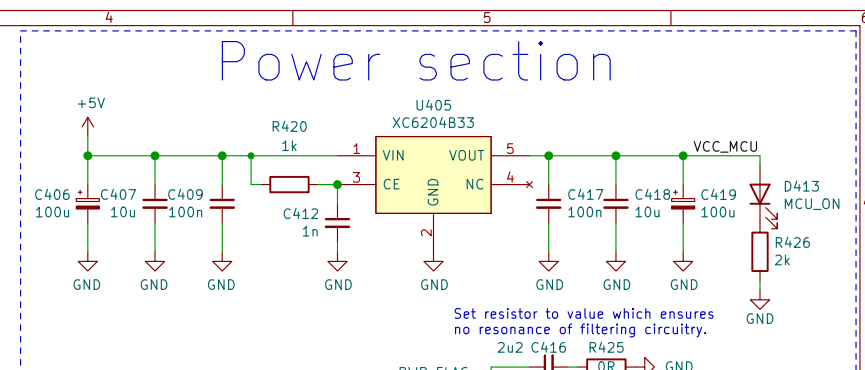 4 5 6
Power section
+5V
R420
1k
U405
XC6204B33
1 VIN VOUT 5
3 CE GND NC 4
2
VCC_MCU
C406
100u
C407
10u
C409
100n
C412
1n
C417
100n
C418
10u
C419
100u
D413
MCU_ON
R426
2k
GND GND GND GND GND GND GND GND
GND
Set resistor to value which ensures
no resonance of filtering circuitry.
2u2 C416 R425
0R GND
PWR_FLAG